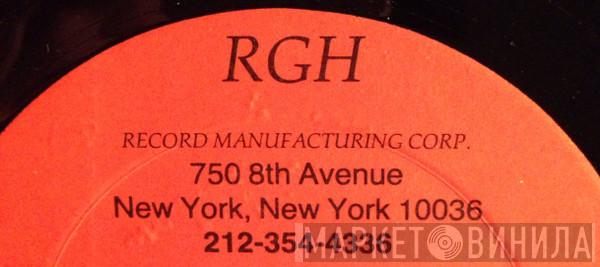 RGH
RECORD MANUFACTURING CORP.
750 8th Avenue
New York, New York 10036
212-354-4336
МАРКЕТ ВИНИЛА